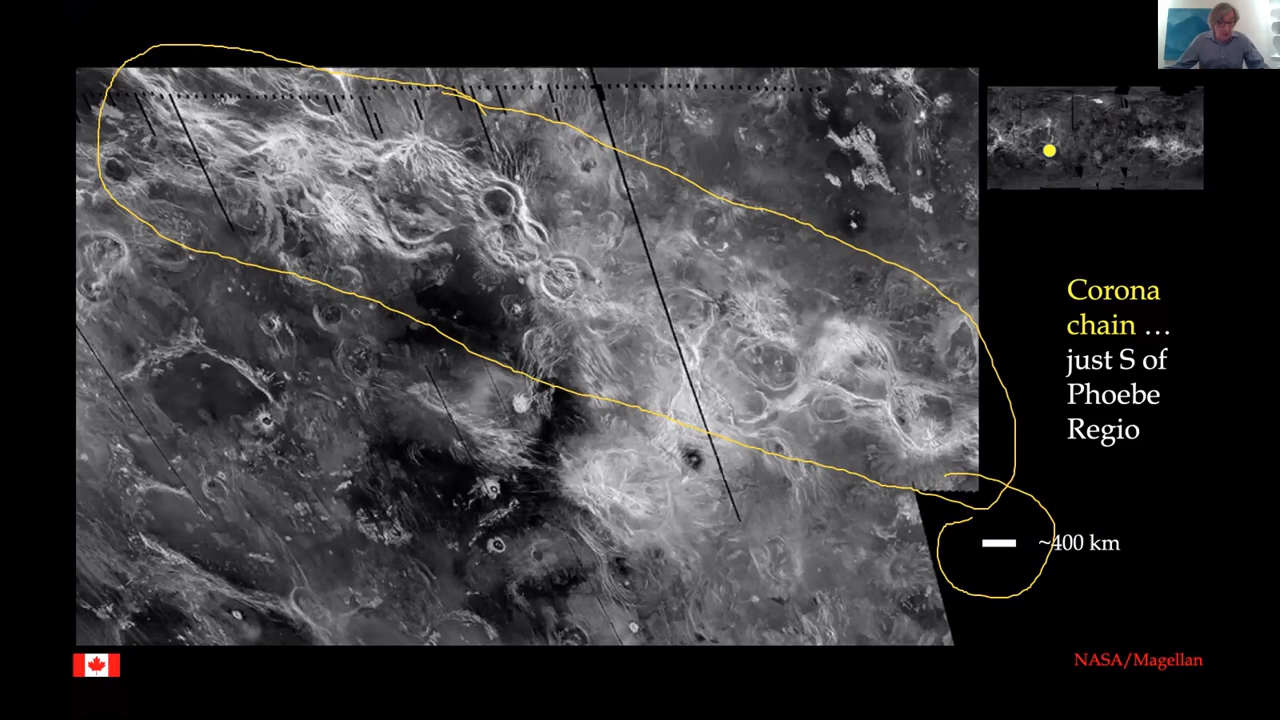 Corona
chain …
just S of
Phoebe
Regio
~400 km
NASA/Magellan